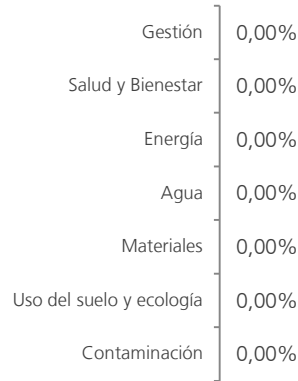 Gestión 0,00%
Salud y Bienestar 0,00%
Energía 0,00%
Agua 0,00%
Materiales 0,00%
Uso del suelo y ecología 0,00%
Contaminación 0,00%